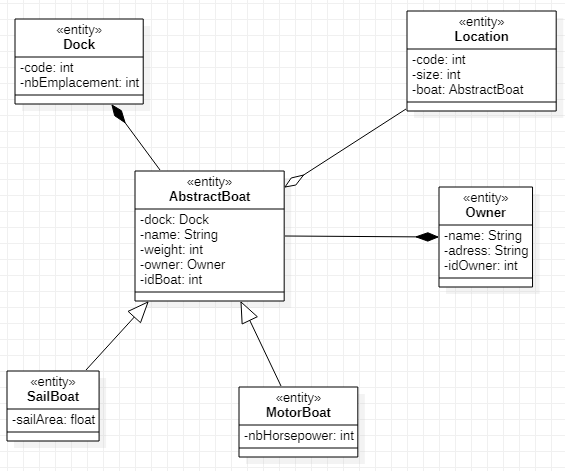 «entity»
Dock
-code: int
-nbEmplacement: int
«entity»
Location
-code: int
-size: int
-boat: AbstractBoat
«entity»
AbstractBoat
-dock: Dock
-name: String
-weight: int
-owner: Owner
-idBoat: int
«entity»
Owner
-name: String
-adress: String
-idOwner: int
«entity»
SailBoat
-sailArea: float
«entity»
MotorBoat
-nbHorsepower: int